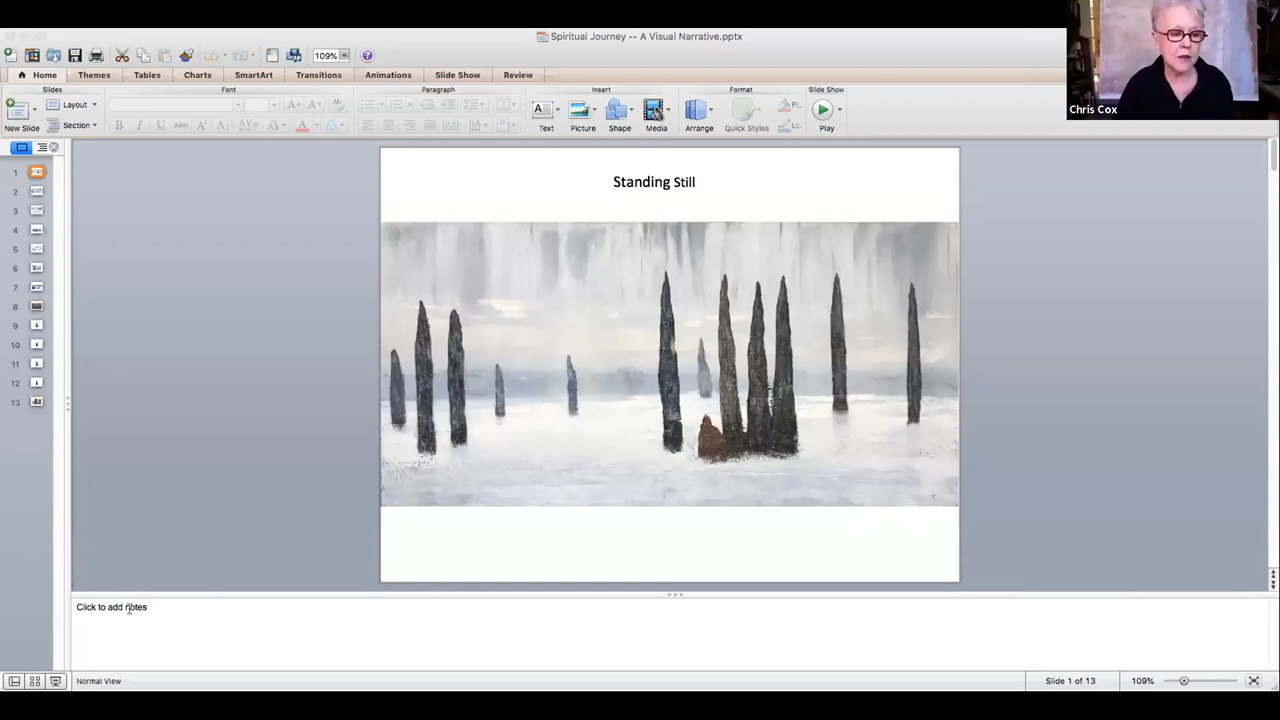 Spiritual Journey -- A Visual Narrative.pptx
109%
Home
Themes
Tables
Charts
SmartArt
Transitions
Animations
Slide Show
Review
Slides
Font
Paragraph
Insert
Format
Slide Show
New Slide
Layout
Section
B I U ABC
Text
Picture
Shape
Media
Arrange
Quick Styles
Play
Chris Cox
1
2
3
4
5
6
7
8
9
10
11
12
13
Standing Still
Click to add notes
Normal View
Slide 1 of 13
109%